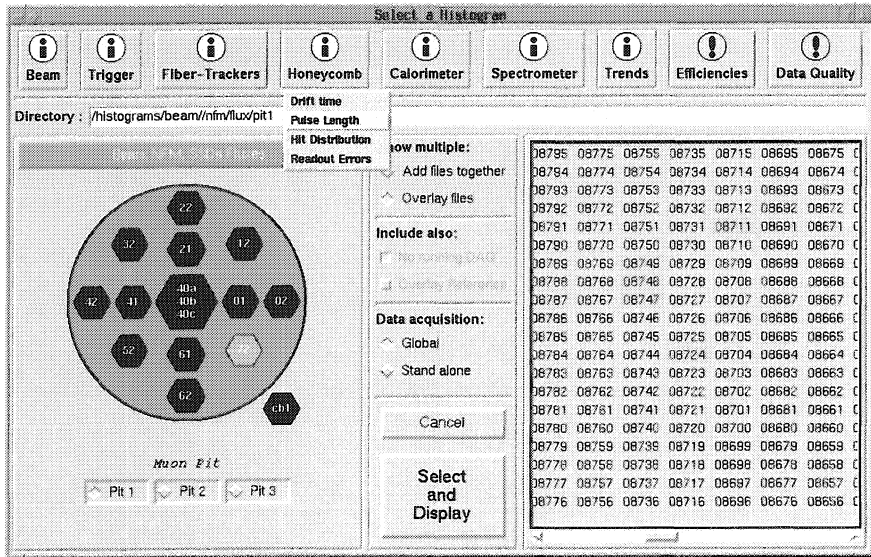 Select a Histogram
Beam Trigger Fiber-Trackers Honeycomb Calorimeter Spectrometer Trends Efficiencies Data Quality
Directory : /histograms/beam//nfm/flux/pit1
Drift time
Pulse Length
Hit Distribution
Readout Errors
22
32 21 12
42 41 40a 40b 40c 01 02
52 61
62
cb1
Muon Pit
Pit 1 Pit 2 Pit 3
ow multiple:
Add files together
Overlay files
Include also:
No running DAQ
Overlay Reference
Data acquisition:
Global
Stand alone
Cancel
Select
and
Display
08795 08775 08755 08735 08715 08695 08675
08794 08774 08754 08734 08714 08694 08674
08793 08773 08753 08733 08713 08693 08673
08792 08772 08752 08732 08712 08692 08672
08791 08771 08751 08731 08711 08691 08671
08790 08770 08750 08730 08710 08690 08670
08789 08769 08749 08729 08709 08689 08669
08788 08768 08748 08728 08708 08688 08668
08787 08767 08747 08727 08707 08687 08667
08786 08766 08746 08726 08706 08686 08666
08785 08765 08745 08725 08705 08685 08665
08784 08764 08744 08724 08704 08684 08664
08783 08763 08743 08723 08703 08683 08663
08782 08762 08742 08722 08702 08682 08662
08781 08761 08741 08721 08701 08681 08661
08780 08760 08740 08720 08700 08680 08660
08779 08759 08739 08719 08699 08679 08659
08778 08758 08738 08718 08698 08678 08658
08777 08757 08737 08717 08697 08677 08657
08776 08756 08736 08716 08696 08676 08656